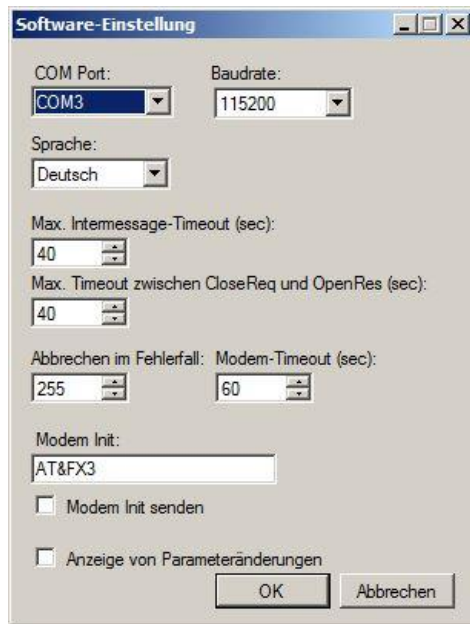 Software-Einstellung
COM Port: Baudrate:
COM3 115200
Sprache:
Deutsch
Max. Intermessage-Timeout (sec):
40
Max. Timeout zwischen CloseReq und OpenRes (sec):
40
Abbrechen im Fehlerfall: Modem-Timeout (sec):
255 60
Modem Init:
AT&FX3
Modem Init senden
Anzeige von Parameteränderungen
OK Abbrechen